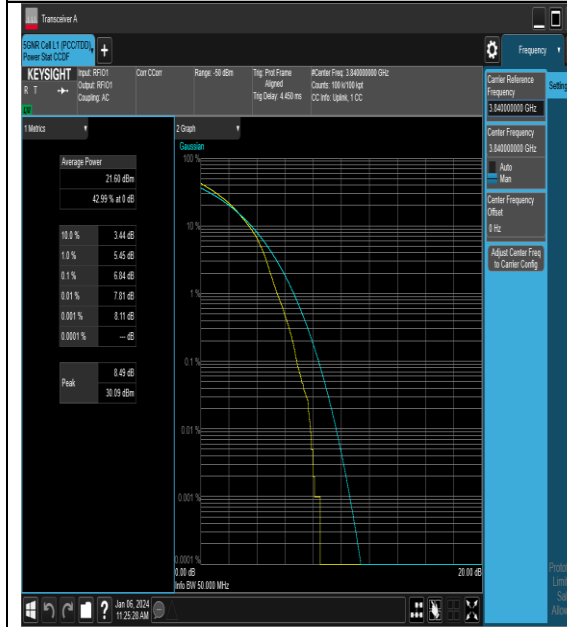 Transceiver A
5GNR Cell L1 (PCC/TDD),
Power Stat CCDF
Frequency
KEYSIGHT
R T
LXI
Input: RFIO1
Output: RFIO1
Coupling: AC
Corr CCorr
Range: -50 dBm
Trig: Prot Frame
Aligned
Trig Delay: 4.450 ms
#Center Freq: 3.840000000 GHz
Counts: 100 k/100 kpt
CC Info: Uplink, 1 CC
Carrier Reference
Frequency
3.840000000 GHz
Setting
Center Frequency
3.840000000 GHz
Auto
Man
Center Frequency
Offset
0 Hz
Adjust Center Freq
to Carrier Config
1 Metrics
Average Power
21.60 dBm
42.99 % at 0 dB
10.0 % 3.44 dB
1.0 % 5.45 dB
0.1 % 6.84 dB
0.01 % 7.81 dB
0.001 % 8.11 dB
0.0001 % --- dB
Peak
8.49 dB
30.09 dBm
2 Graph
Gaussian
100 %
10 %
1 %
0.1 %
0.01 %
0.001 %
0.0001 %
0.00 dB 20.00 dB
Info BW 50.000 MHz
Jan 06, 2024
11:25:20 AM
?